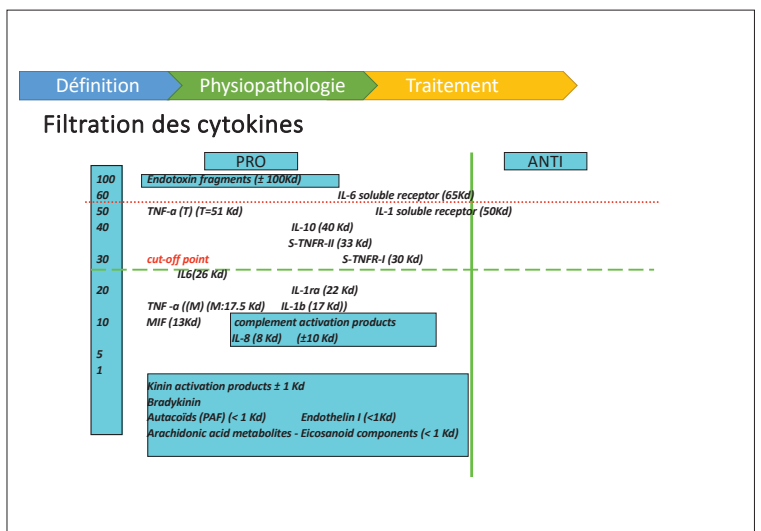 Définition Physiopathologie Traitement
Filtration des cytokines
PRO ANTI
100 Endotoxin fragments (± 100Kd)
60 IL-6 soluble receptor (65Kd)
50 TNF-a (T) (T=51 Kd) IL-1 soluble receptor (50Kd)
40 IL-10 (40 Kd)
S-TNFR-II (33 Kd)
30 cut-off point S-TNFR-I (30 Kd)
IL6(26 Kd)
20 IL-1ra (22 Kd)
TNF -a ((M) (M:17.5 Kd) IL-1b (17 Kd))
10 MIF (13Kd) complement activation products
IL-8 (8 Kd) (±10 Kd)
5
1
Kinin activation products ± 1 Kd
Bradykinin
Autacoïds (PAF) (< 1 Kd) Endothelin I (<1Kd)
Arachidonic acid metabolites - Eicosanoid components (< 1 Kd)